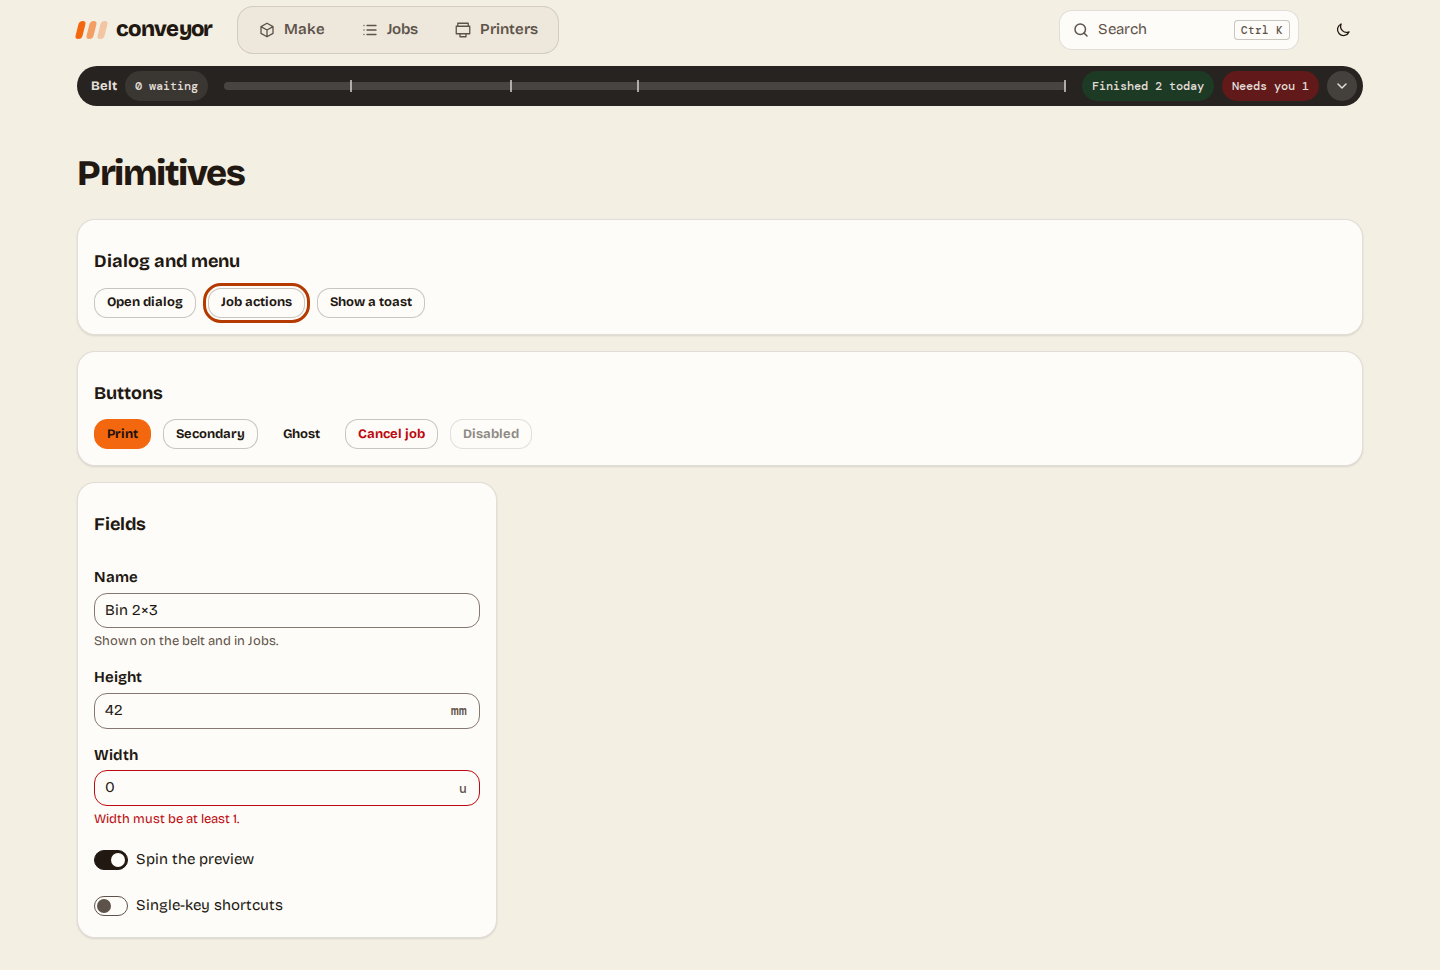 conveyor
Make
Jobs
Printers
Search
Ctrl K
Belt
0 waiting
Finished 2 today
Needs you 1
Primitives
Dialog and menu
Open dialog
Job actions
Show a toast
Buttons
Print
Secondary
Ghost
Cancel job
Disabled
Fields
Name
Bin 2×3
Shown on the belt and in Jobs.
Height
42 mm
Width
0 u
Width must be at least 1.
Spin the preview
Single-key shortcuts